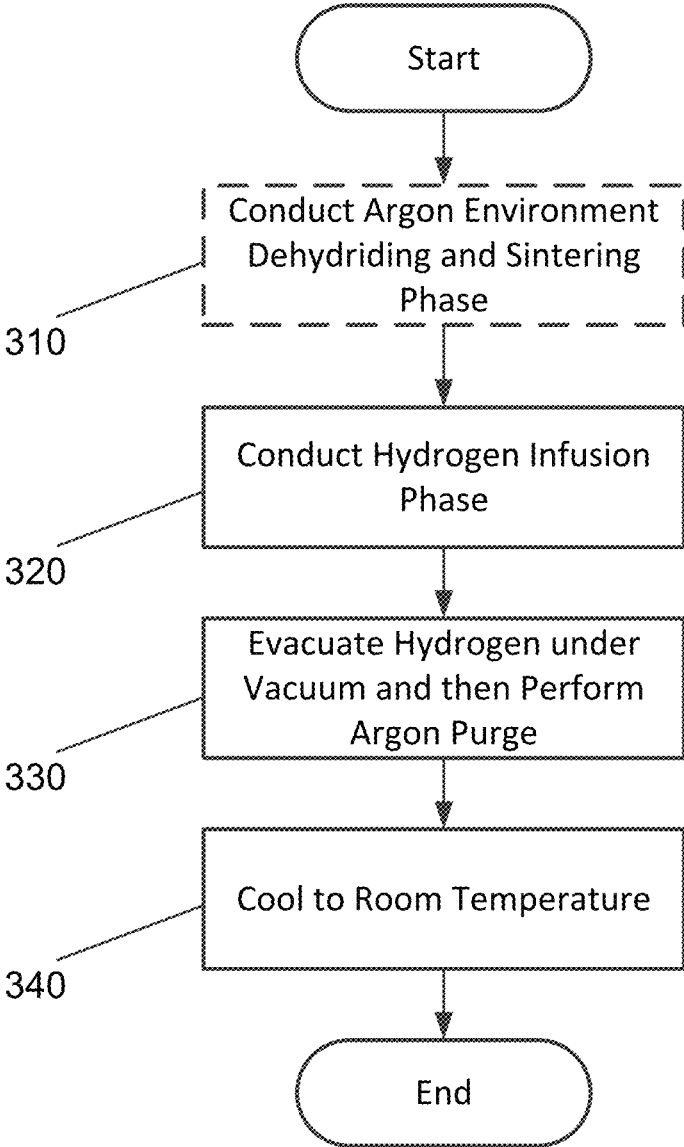 Start
Conduct Argon Environment
Dehydriding and Sintering
Phase
310
Conduct Hydrogen Infusion
Phase
320
Evacuate Hydrogen under
Vacuum and then Perform
Argon Purge
330
Cool to Room Temperature
340
End